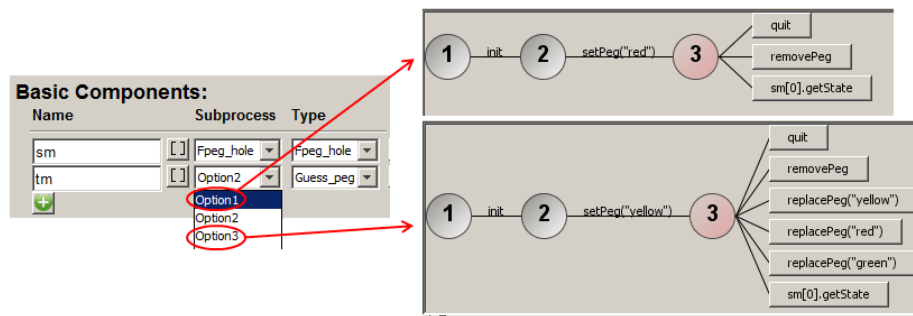 Basic Components:
Name Subprocess Type
sm [] Fpeg_hole Fpeg_hole
tm [] Option2 Guess_peg
Option1
Option2
Option3
1 init 2 setPeg("red") 3
quit
removePeg
sm[0].getState
1 init 2 setPeg("yellow") 3
quit
removePeg
replacePeg("yellow")
replacePeg("red")
replacePeg("green")
sm[0].getState